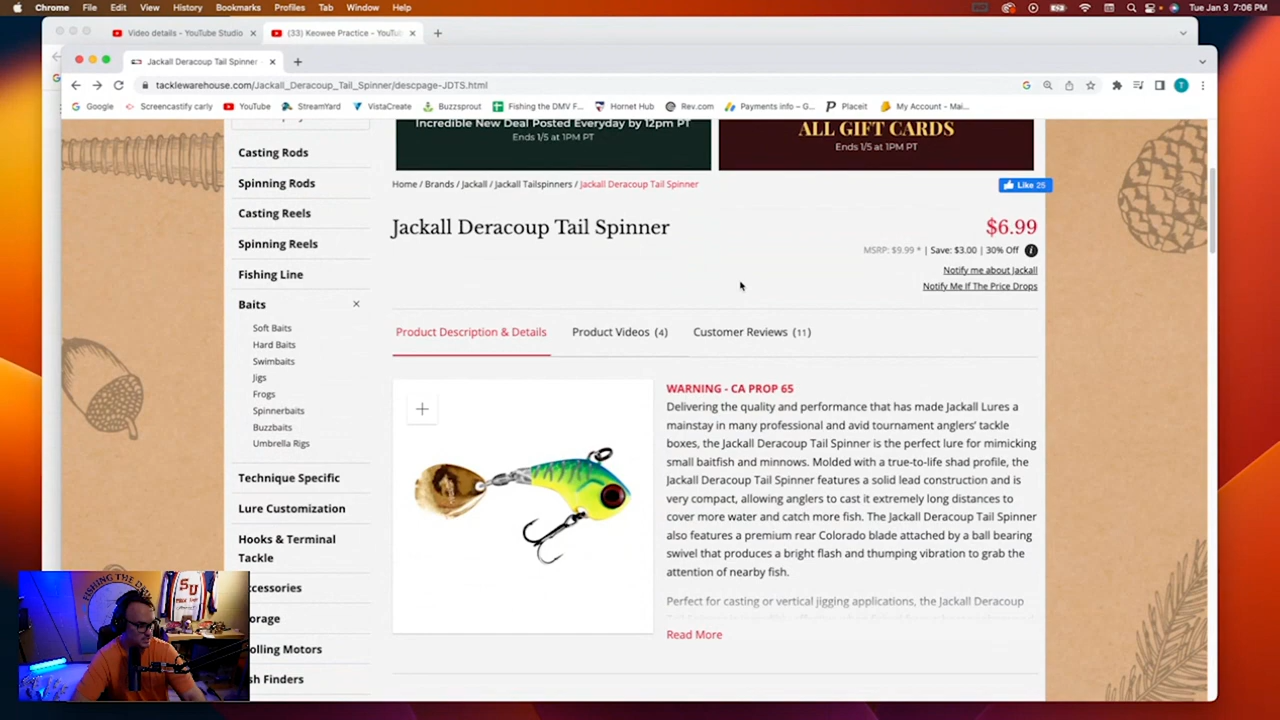 Chrome File Edit View History Bookmarks Profiles Tab Window Help
Tue Jan 3 7:06 PM
Video details - YouTube Studio
(33) Keowee Practice - YouTub
Jackall Deracoup Tail Spinner
tacklewarehouse.com/Jackall_Deracoup_Tail_Spinner/descpage-JDTS.html
Google
Screencastify carly
YouTube
StreamYard
VistaCreate
Buzzsprout
Fishing the DMV F...
Hornet Hub
Rev.com
Payments info – G...
Placeit
My Account - Mai...
Incredible New Deal Posted Everyday by 12pm PT
Ends 1/5 at 1PM PT
ALL GIFT CARDS
Ends 1/5 at 1PM PT
Casting Rods
Spinning Rods
Casting Reels
Spinning Reels
Fishing Line
Baits
Soft Baits
Hard Baits
Swimbaits
Jigs
Frogs
Spinnerbaits
Buzzbaits
Umbrella Rigs
Technique Specific
Lure Customization
Hooks & Terminal
Tackle
ccessories
orage
olling Motors
sh Finders
Home / Brands / Jackall / Jackall Tailspinners / Jackall Deracoup Tail Spinner
Like 25
Jackall Deracoup Tail Spinner
$6.99
MSRP: $9.99 * | Save: $3.00 | 30% Off
Notify me about Jackall
Notify Me If The Price Drops
Product Description & Details
Product Videos (4)
Customer Reviews (11)
WARNING - CA PROP 65
Delivering the quality and performance that has made Jackall Lures a
mainstay in many professional and avid tournament anglers' tackle
boxes, the Jackall Deracoup Tail Spinner is the perfect lure for mimicking
small baitfish and minnows. Molded with a true-to-life shad profile, the
Jackall Deracoup Tail Spinner features a solid lead construction and is
very compact, allowing anglers to cast it extremely long distances to
cover more water and catch more fish. The Jackall Deracoup Tail Spinner
also features a premium rear Colorado blade attached by a ball bearing
swivel that produces a bright flash and thumping vibration to grab the
attention of nearby fish.
Perfect for casting or vertical jigging applications, the Jackall Deracoup
Read More
FISHING THE
SU